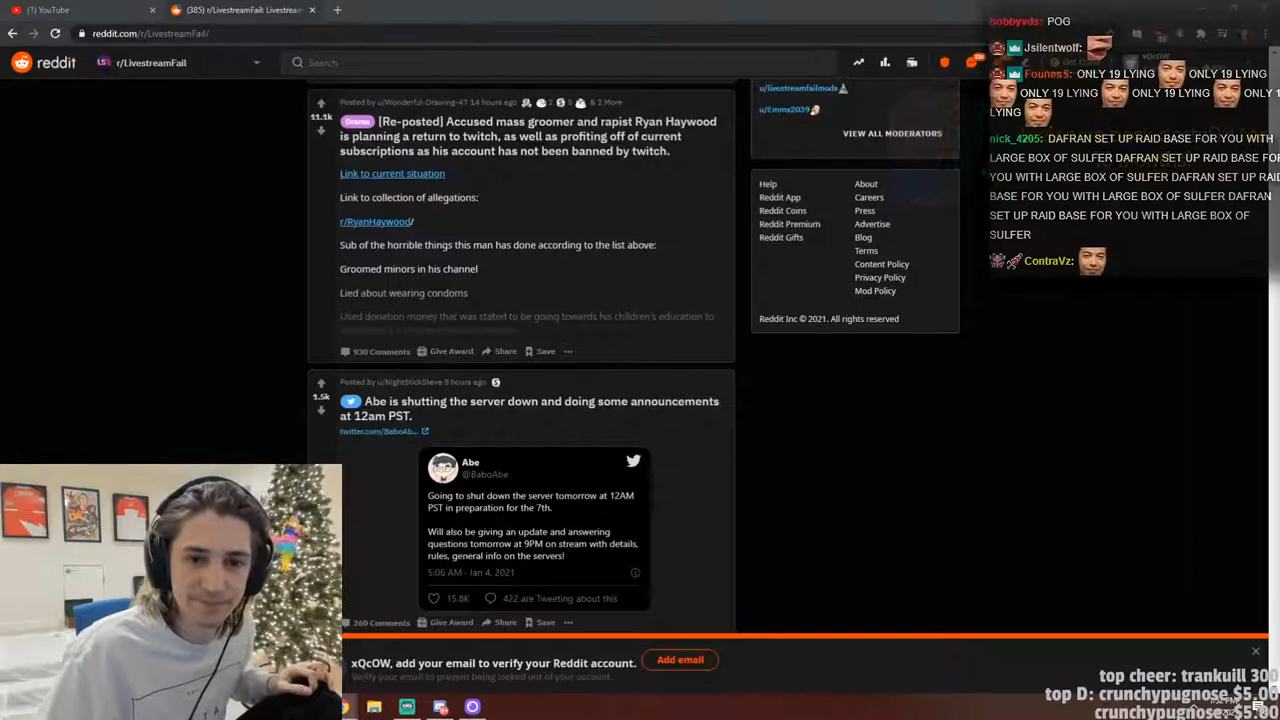 (1) YouTube
(385) r/LivestreamFail: Livestream
reddit.com/r/LivestreamFail/
reddit
r/LivestreamFail
Search
Posted by u/Wonderful-Drawing-47 14 hours ago
& 2 More
11.1k
Drama [Re-posted] Accused mass groomer and rapist Ryan Haywood
is planning a return to twitch, as well as profiting off of current
subscriptions as his account has not been banned by twitch.
Link to current situation
Link to collection of allegations:
r/RyanHaywood/
Sub of the horrible things this man has done according to the list above:
Groomed minors in his channel
Lied about wearing condoms
Used donation money that was stated to be going towards his children's education to
930 Comments Give Award Share Save
u/livestreamfailmods
u/Emmx2039
VIEW ALL MODERATORS
Help About
Reddit App Careers
Reddit Coins Press
Reddit Premium Advertise
Reddit Gifts Blog
Terms
Content Policy
Privacy Policy
Mod Policy
Reddit Inc © 2021. All rights reserved
bobbyvds: POG
Jsilentwolf:
FounesS: ONLY 19 LYING ONLY 19 LYING
ONLY 19 LYING ONLY 19 LYING ONLY 19
LYING
nick_4205: DAFRAN SET UP RAID BASE FOR YOU WITH
LARGE BOX OF SULFER DAFRAN SET UP RAID BASE FOR
YOU WITH LARGE BOX OF SULFER DAFRAN SET UP RAID
BASE FOR YOU WITH LARGE BOX OF SULFER DAFRAN
SET UP RAID BASE FOR YOU WITH LARGE BOX OF
SULFER
ContraVz:
Posted by u/NightStickSteve 9 hours ago
1.5k
Abe is shutting the server down and doing some announcements
at 12am PST.
twitter.com/BaboAb...
Abe
@BaboAbe
Going to shut down the server tomorrow at 12AM
PST in preparation for the 7th.
Will also be giving an update and answering
questions tomorrow at 9PM on stream with details,
rules, general info on the servers!
5:06 AM · Jan 4, 2021
15.8K 422 are Tweeting about this
260 Comments Give Award Share Save
xQcOW, add your email to verify your Reddit account.
Add email
Verify your email to prevent being locked out of your account.
top cheer: trankuill 300
top D: crunchypugnose $5.00
crunchypugnose $5.00